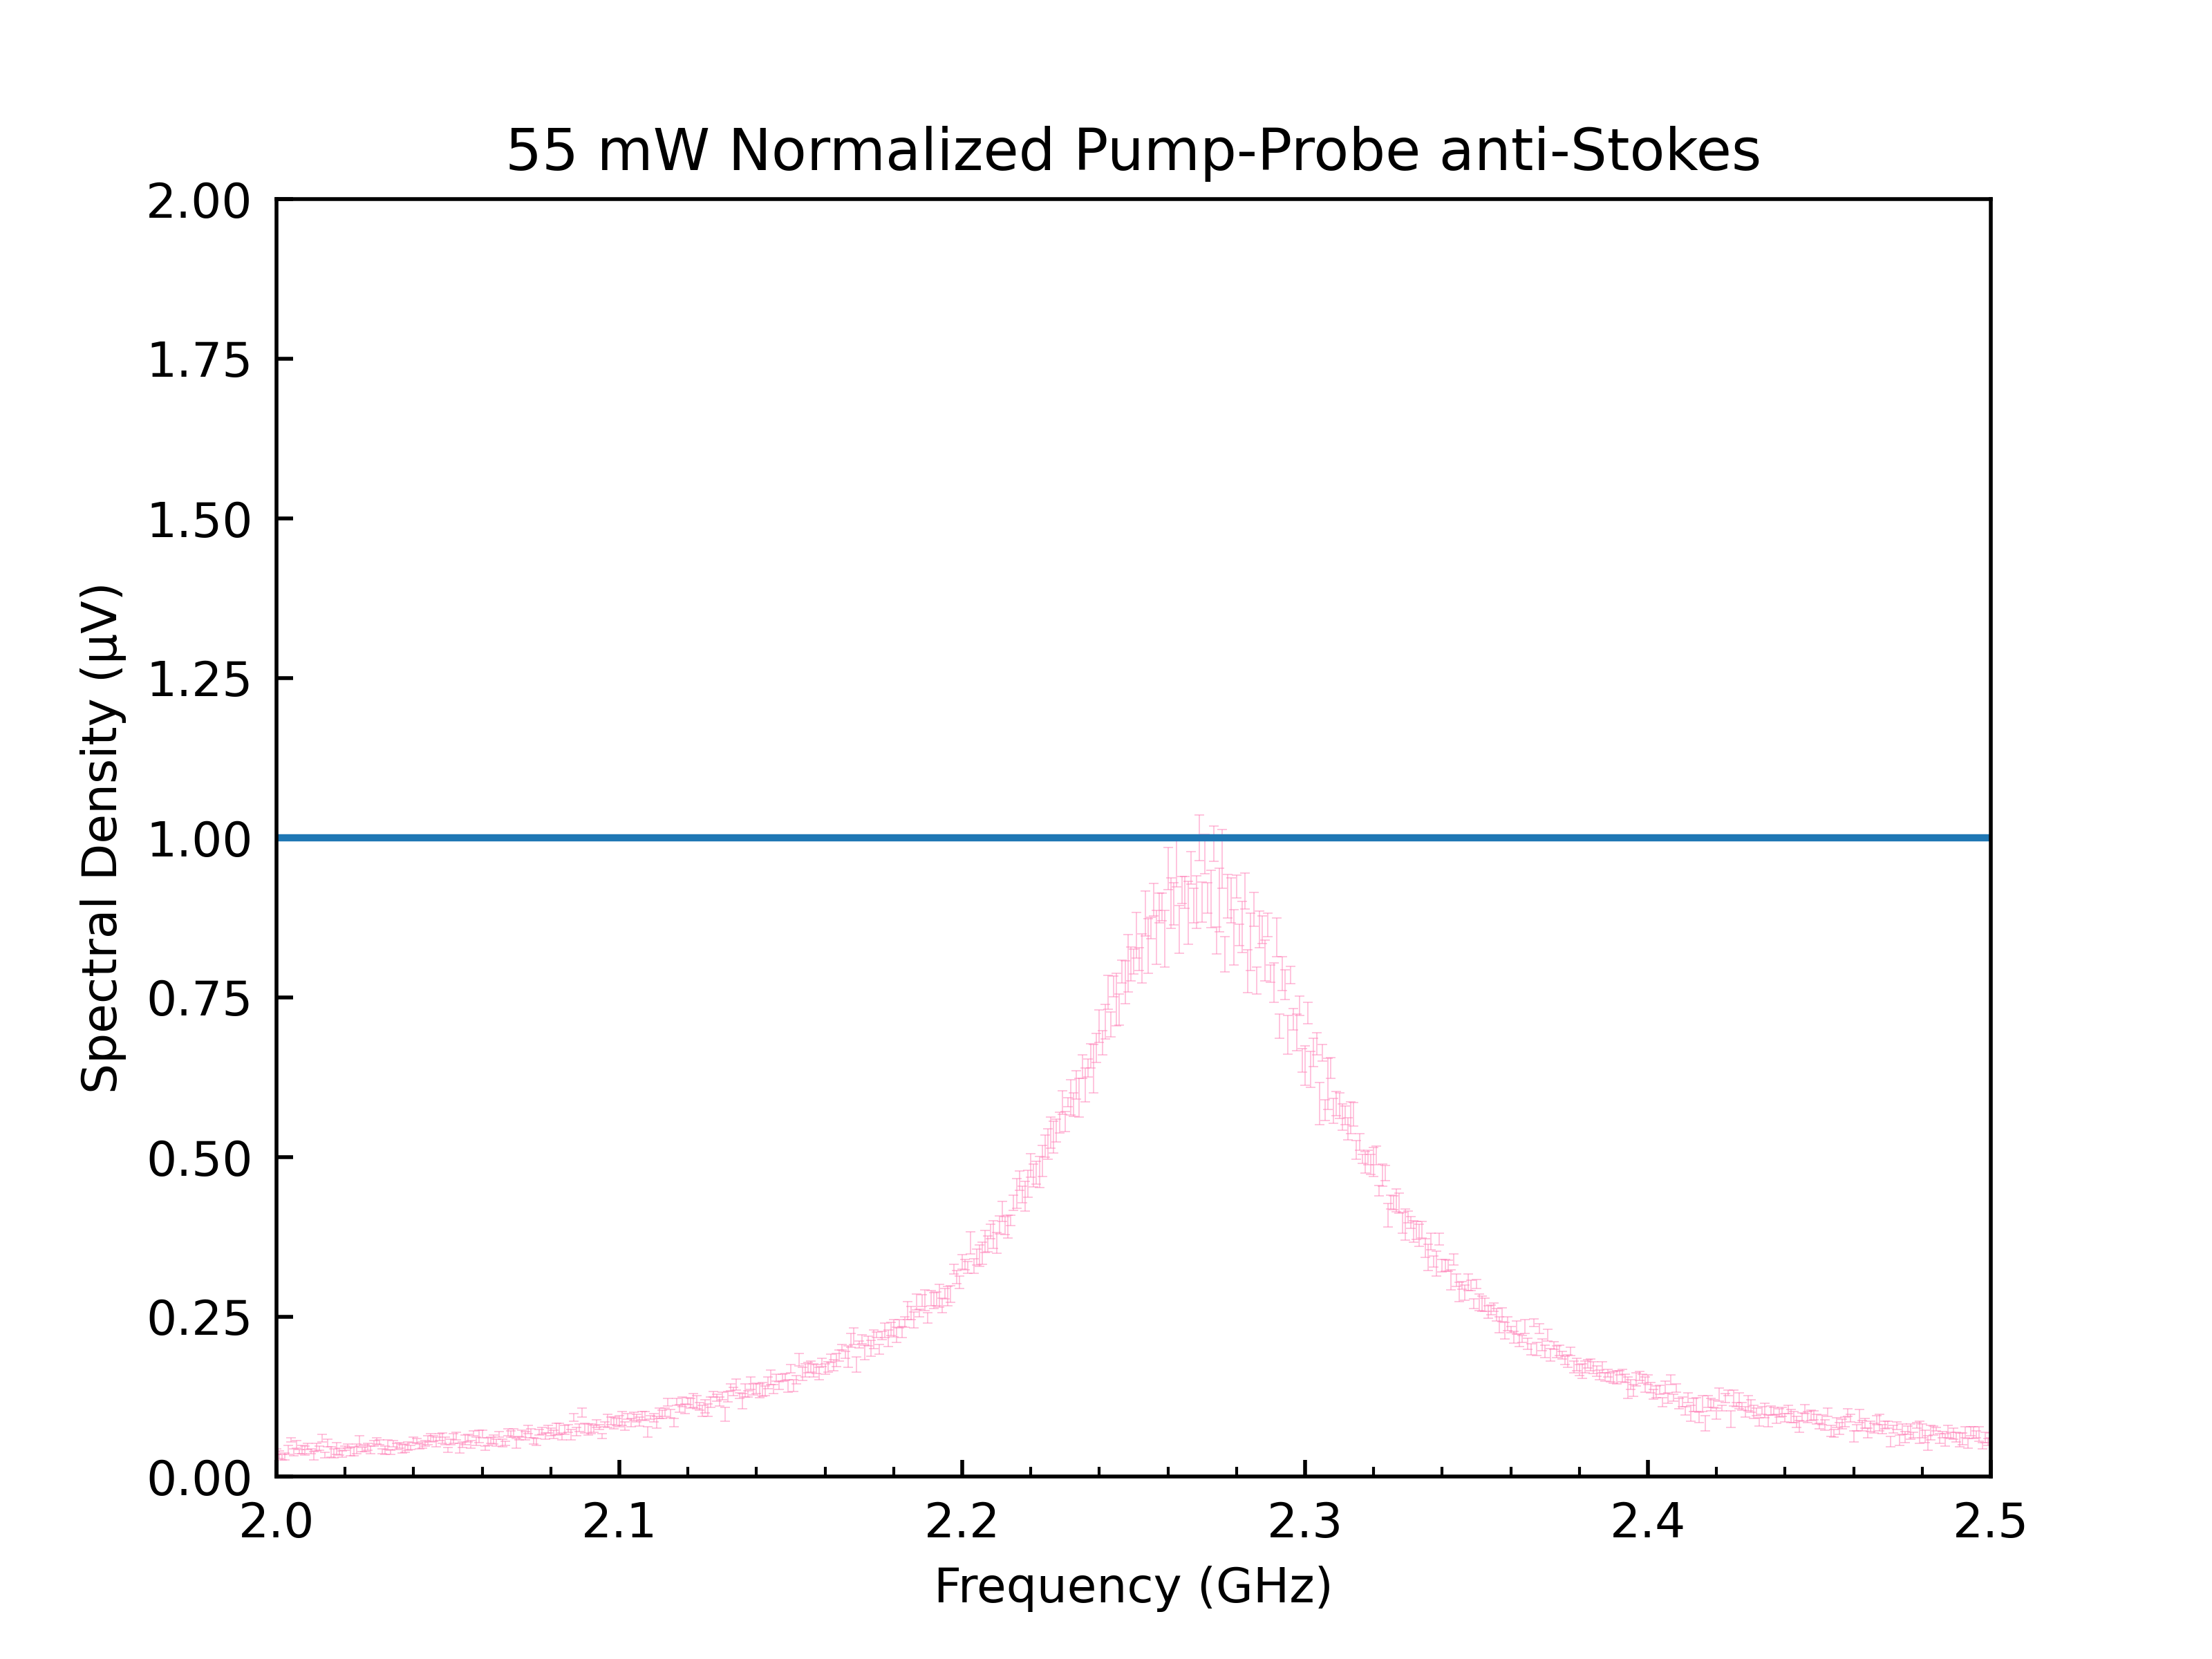 55 mW Normalized Pump-Probe anti-Stokes
2.00
1.75
1.50
1.25
1.00
0.75
0.50
0.25
0.00
Spectral Density (µV)
2.0 2.1 2.2 2.3 2.4 2.5
Frequency (GHz)